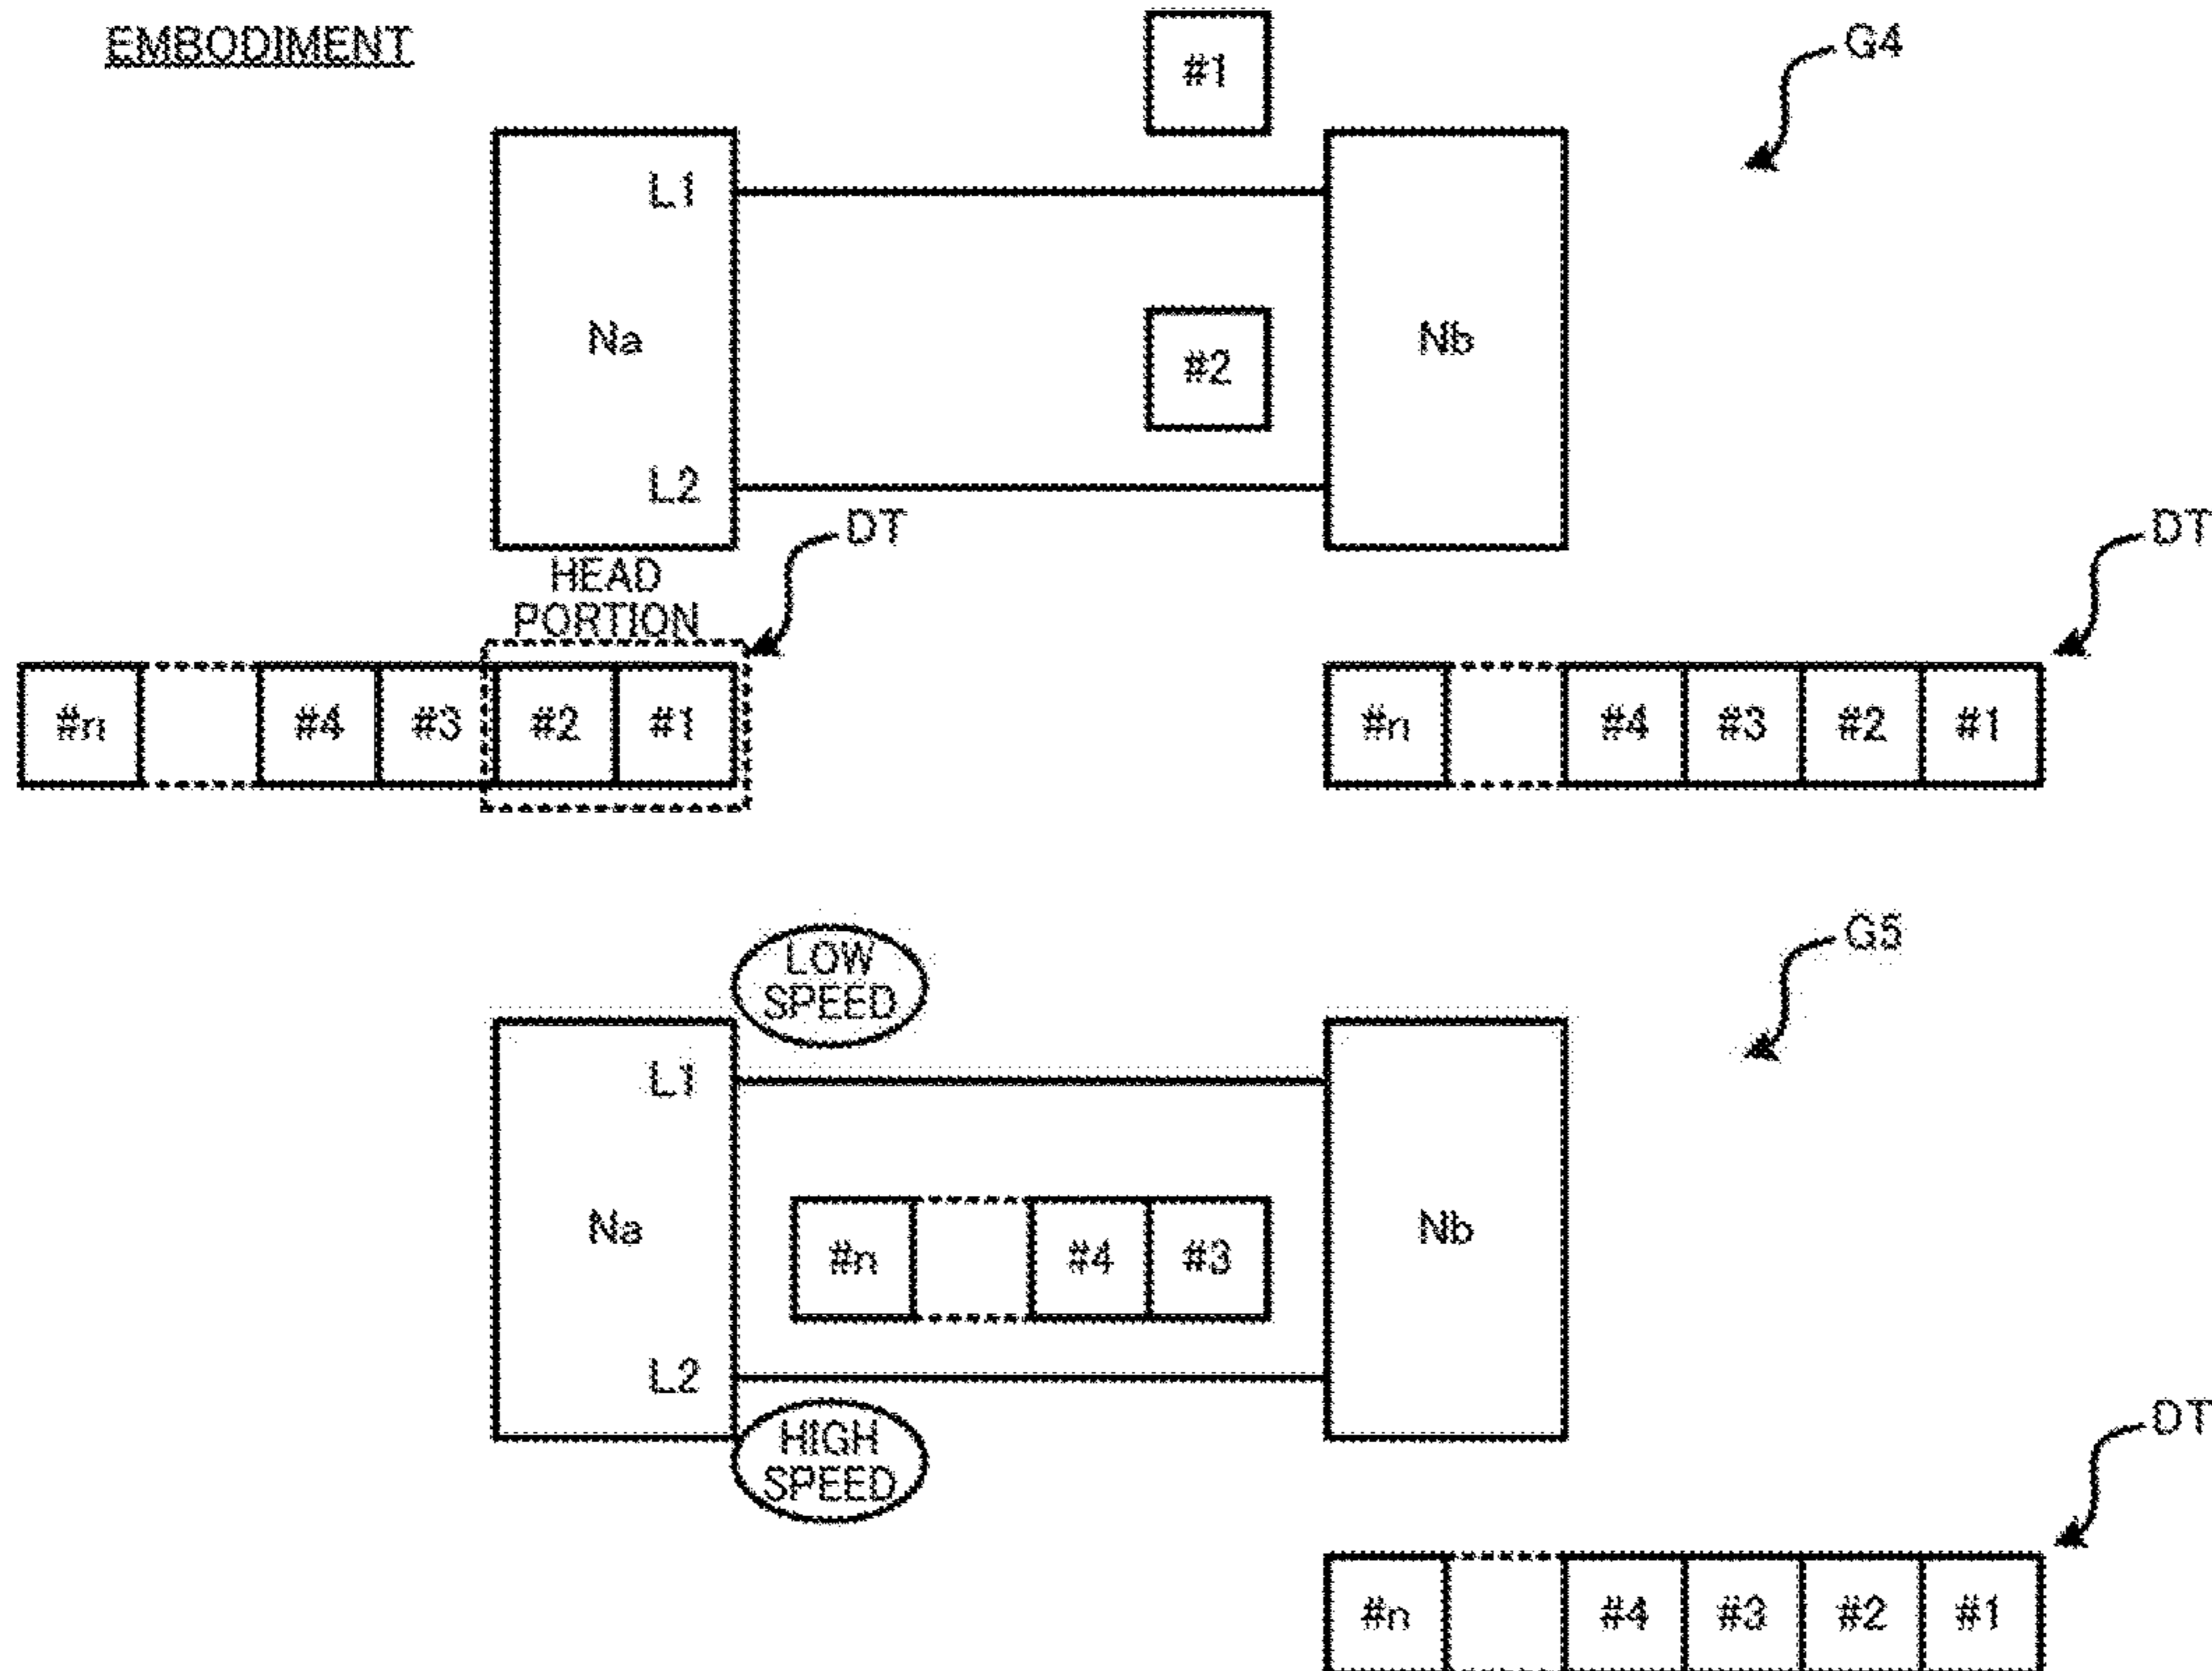 EMBODIMENT
#1
G4
L1
Na
#2
Nb
L2
DT
DT
HEAD
PORTION
#n #4 #3 #2 #1
#n #4 #3 #2 #1
LOW
SPEED
G5
L1
Na
#n #4 #3
Nb
L2
HIGH
SPEED
DT
#n #4 #3 #2 #1